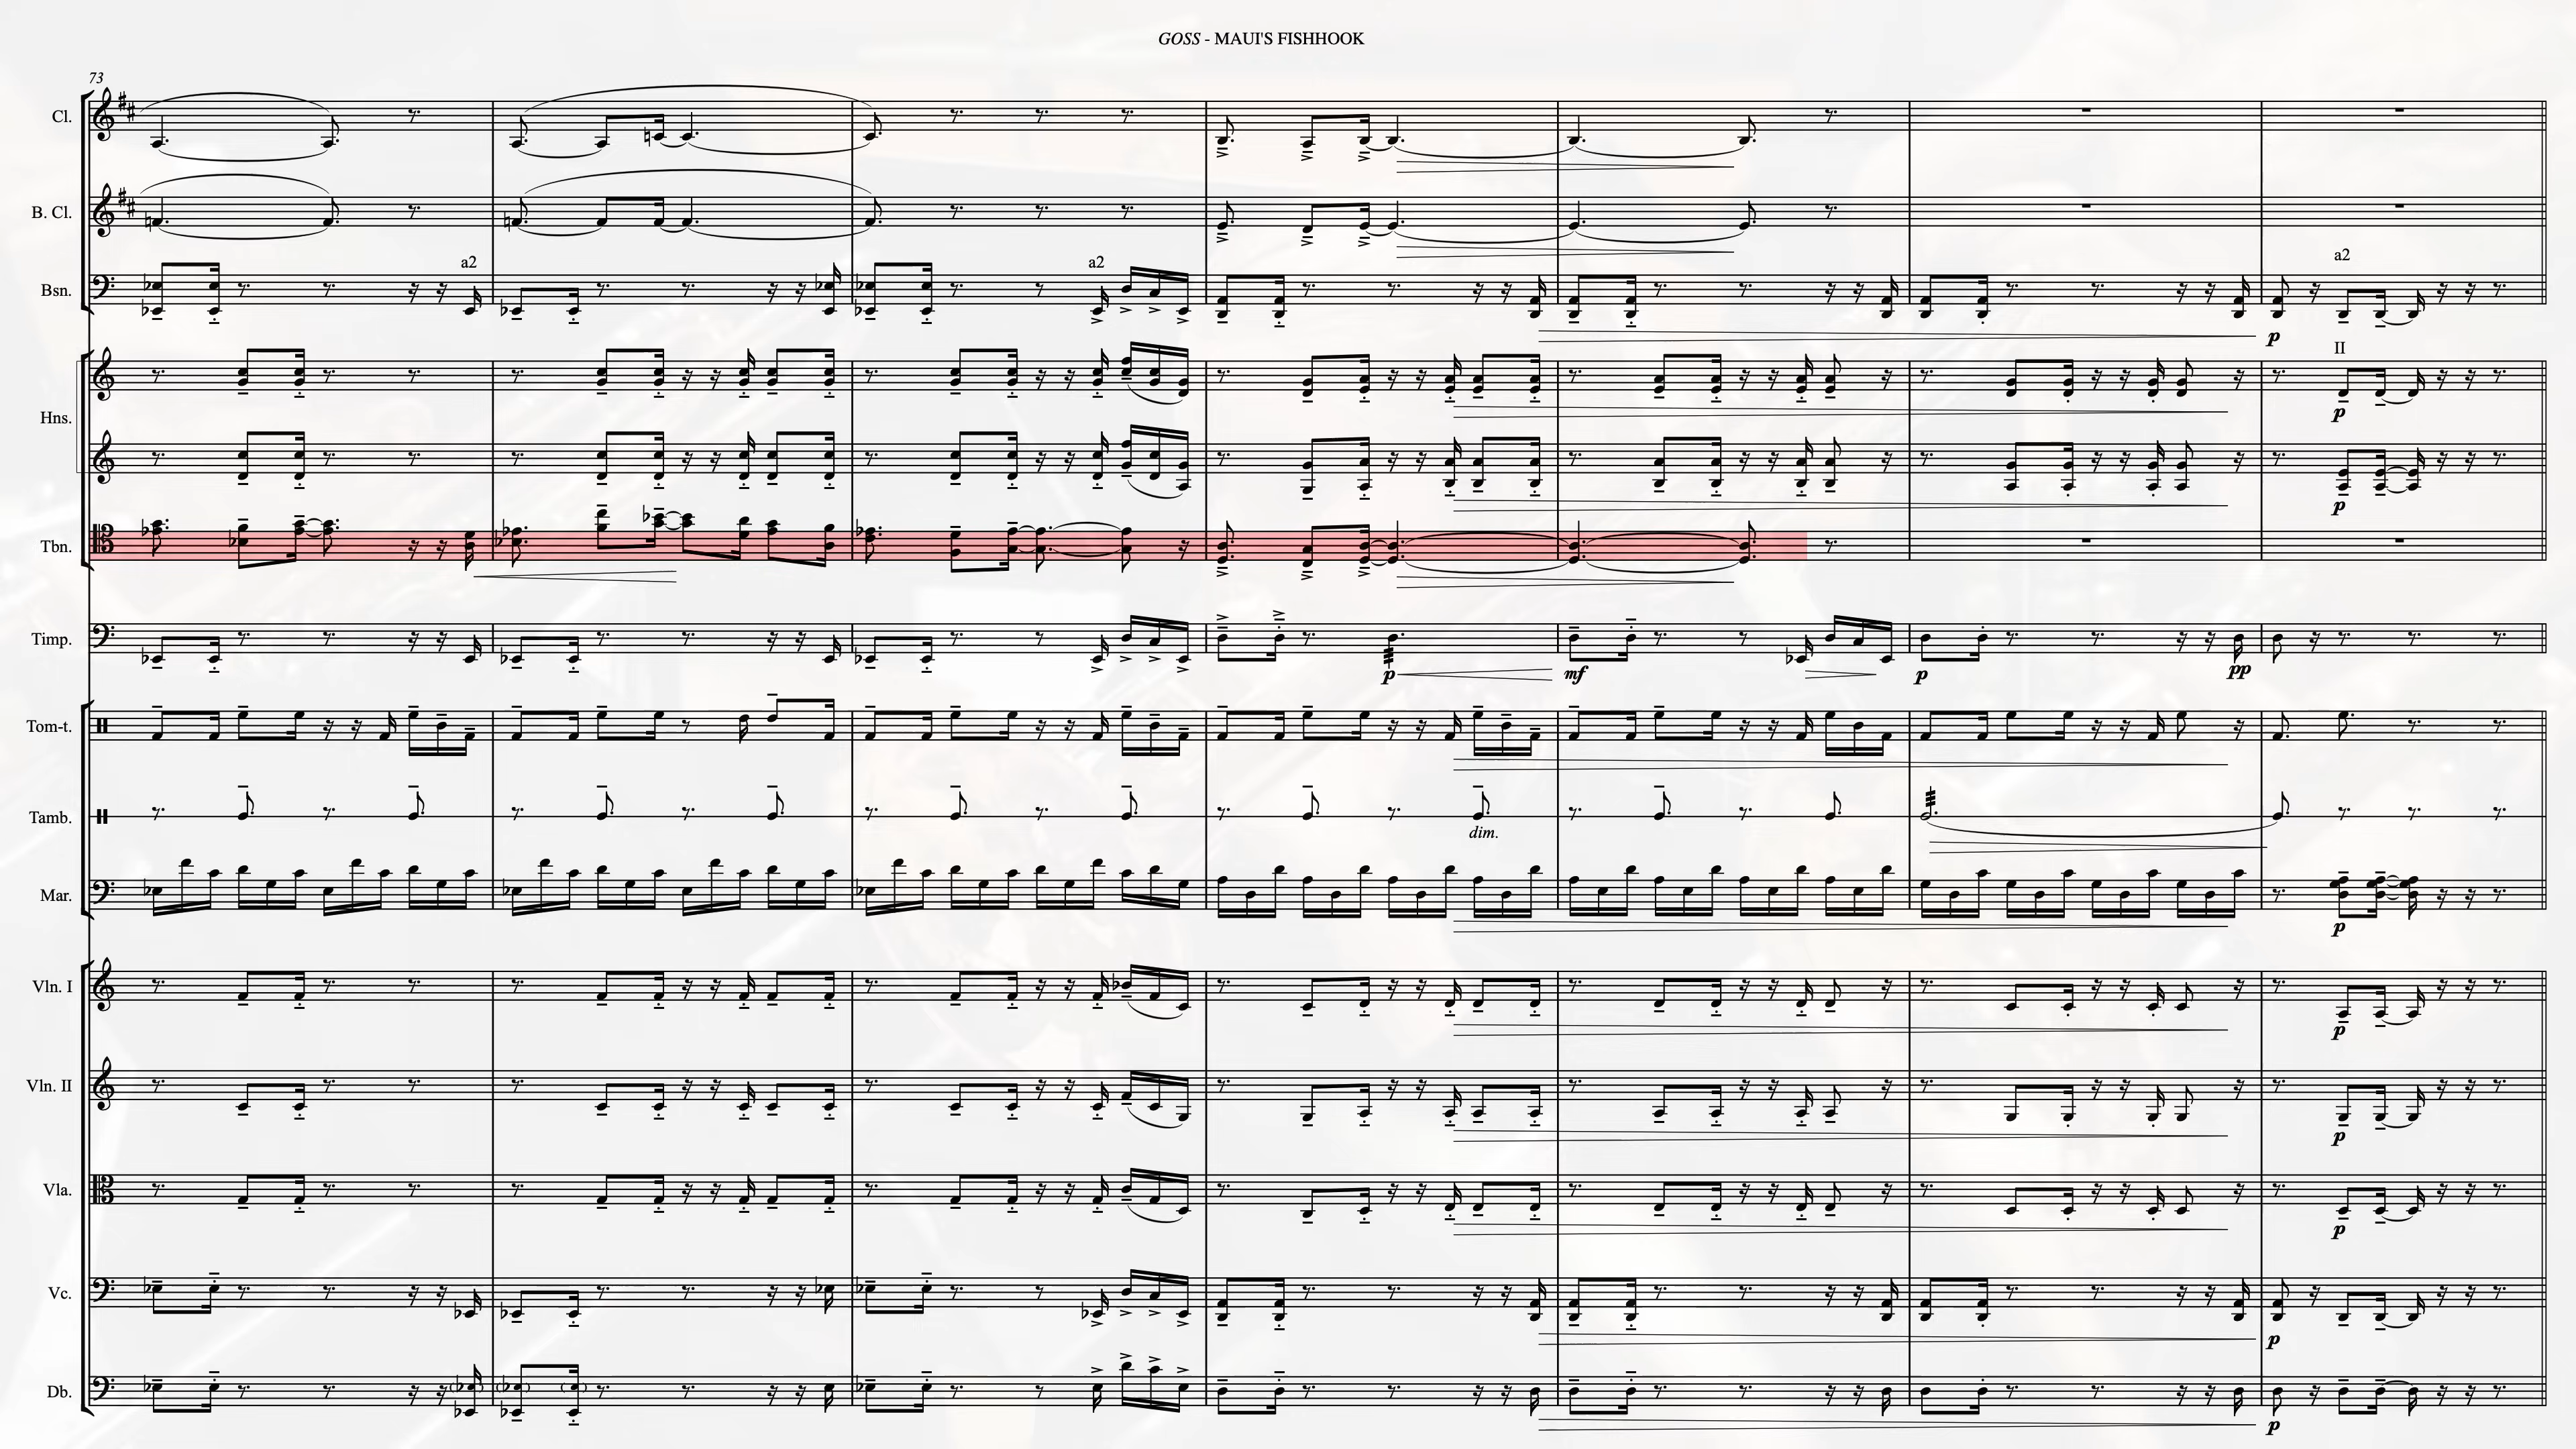 GOSS - MAUI'S FISHHOOK
73
Cl.
B. Cl.
a2 a2 a2
Bsn.
p
II
Hns.
p
p
Tbn.
Timp.
p mf p pp
Tom-t.
Tamb.
dim.
Mar.
p
Vln. I
p
Vln. II
p
Vla.
p
Vc.
p
Db.
p